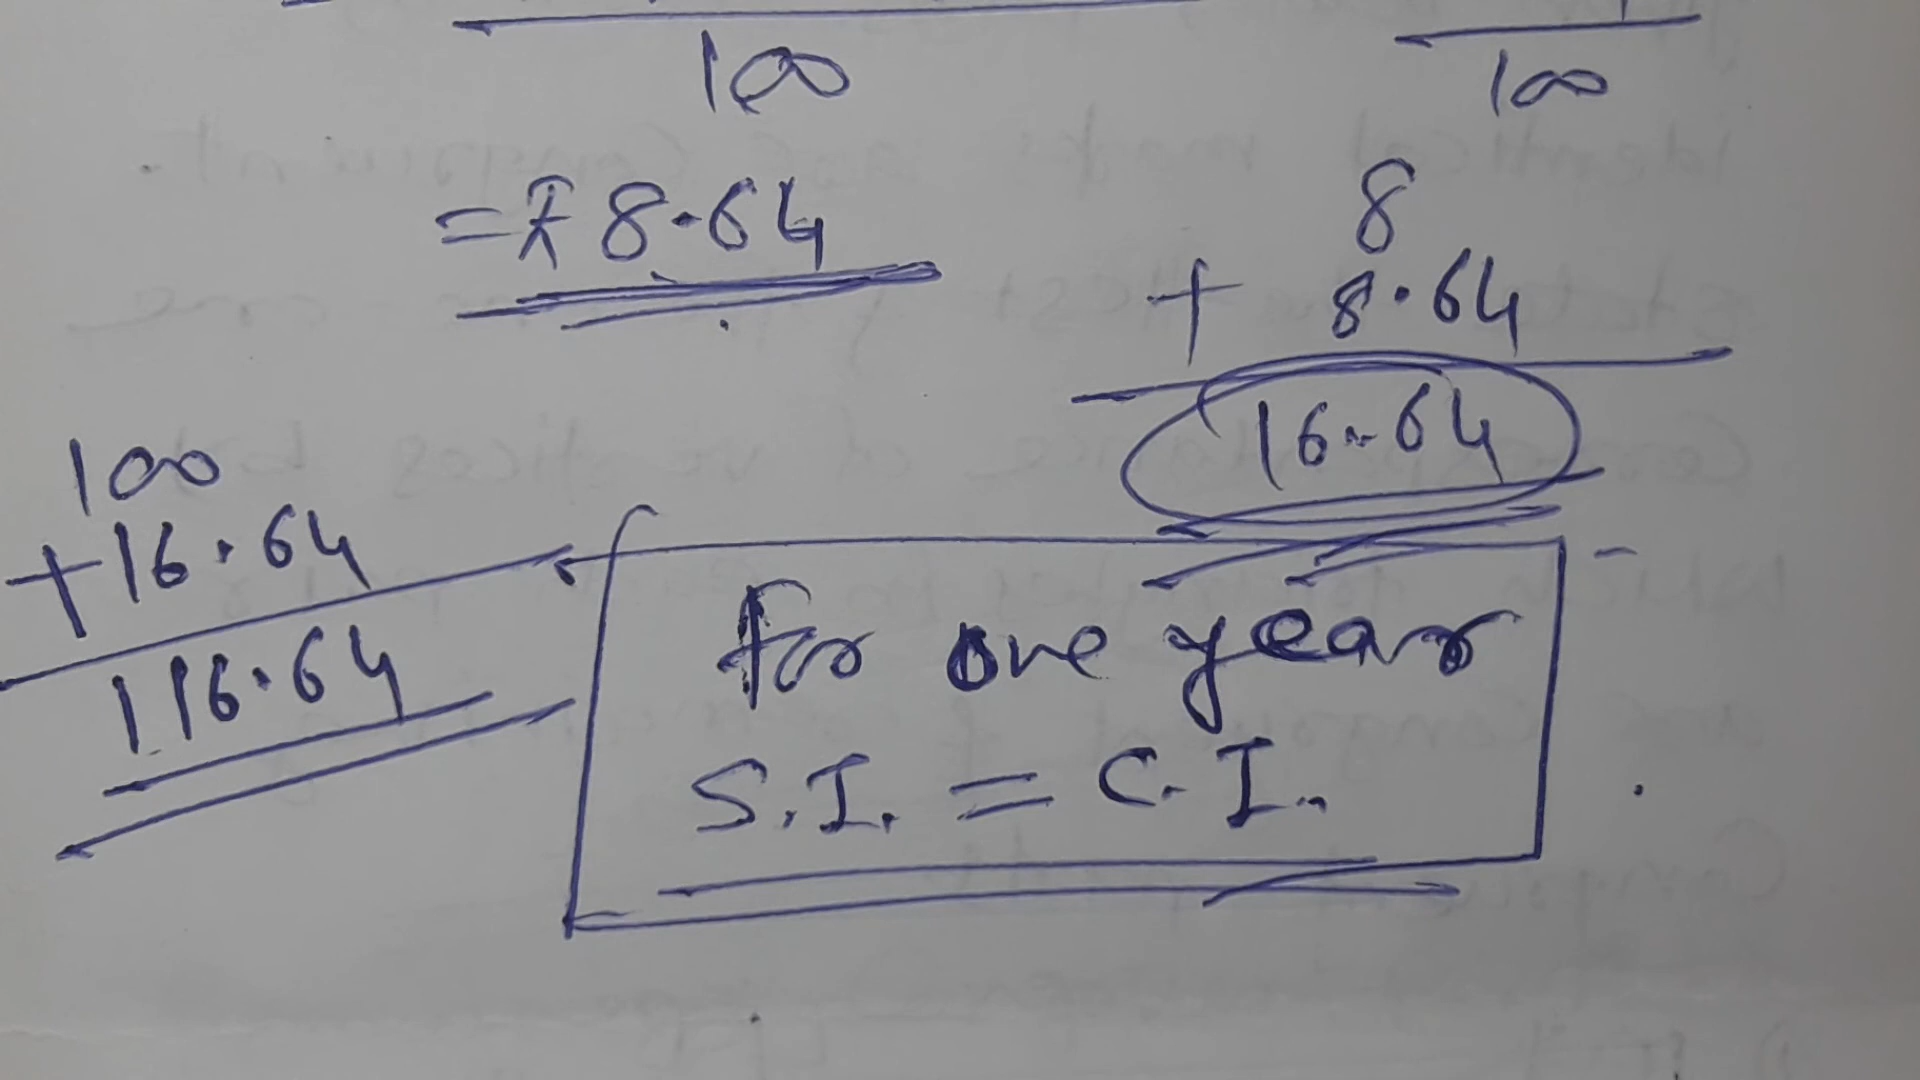 100
100
= ₹ 8.64
8
+ 8.64
16.64
100
+16.64
116.64
For one year
S.I. = C.I.